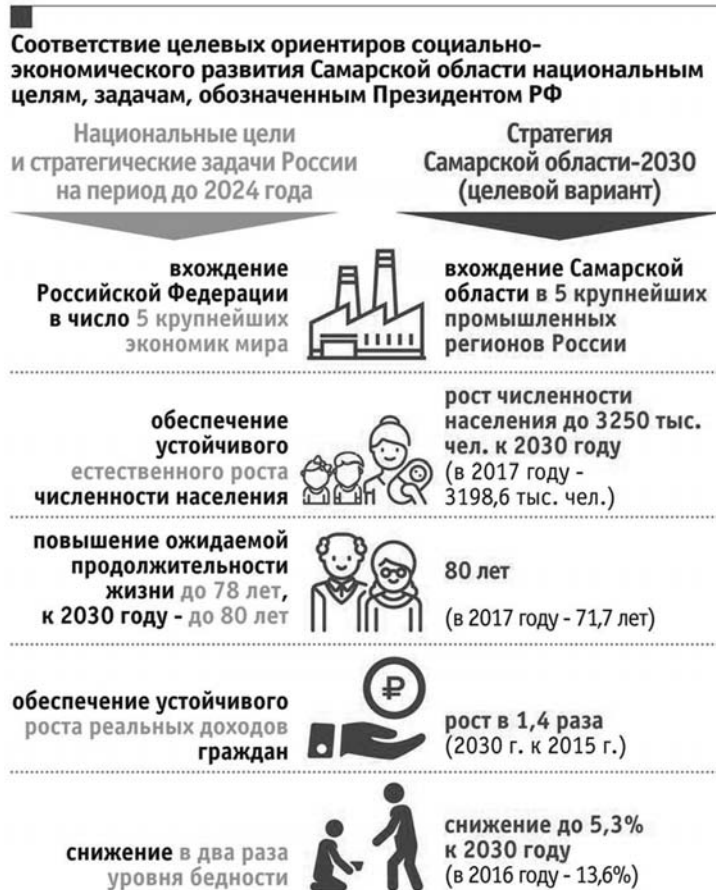 Соответствие целевых ориентиров социально-
экономического развития Самарской области национальным
целям, задачам, обозначенным Президентом РФ
Национальные цели
и стратегические задачи России
на период до 2024 года
Стратегия
Самарской области-2030
(целевой вариант)
вхождение
Российской Федерации
в число 5 крупнейших
экономик мира
вхождение Самарской
области в 5 крупнейших
промышленных
регионов России
обеспечение
устойчивого
естественного роста
численности населения
рост численности
населения до 3250 тыс.
чел. к 2030 году
(в 2017 году -
3198,6 тыс. чел.)
повышение ожидаемой
продолжительности
жизни до 78 лет,
к 2030 году - до 80 лет
80 лет
(в 2017 году - 71,7 лет)
обеспечение устойчивого
роста реальных доходов
граждан
₽
рост в 1,4 раза
(2030 г. к 2015 г.)
снижение в два раза
уровня бедности
снижение до 5,3%
к 2030 году
(в 2016 году - 13,6%)